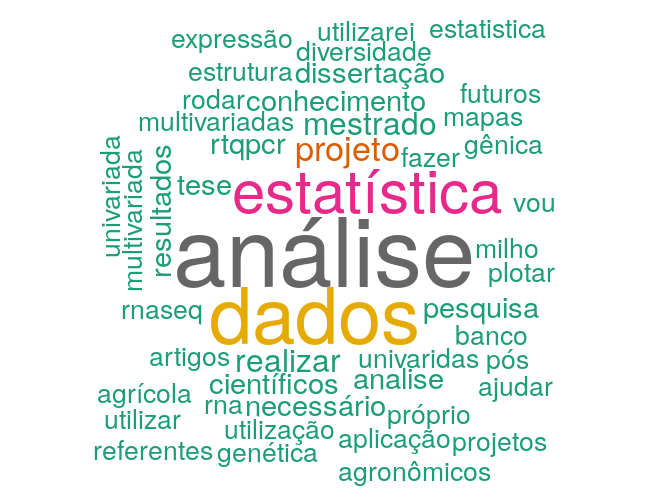 expressão utilizarei estatistica
diversidade
estrutura dissertação
rodar conhecimento futuros
multivariadas mestrado mapas
rtqpcr projeto fazer gênica
univariada multivariada resultados
tese estatística vou
análise milho
plotar
rnaseq dados pesquisa
banco
artigos realizar univaridas pós
agrícola científicos analise ajudar
utilizar rna necessário próprio
utilização aplicação projetos
referentes genética
agronômicos